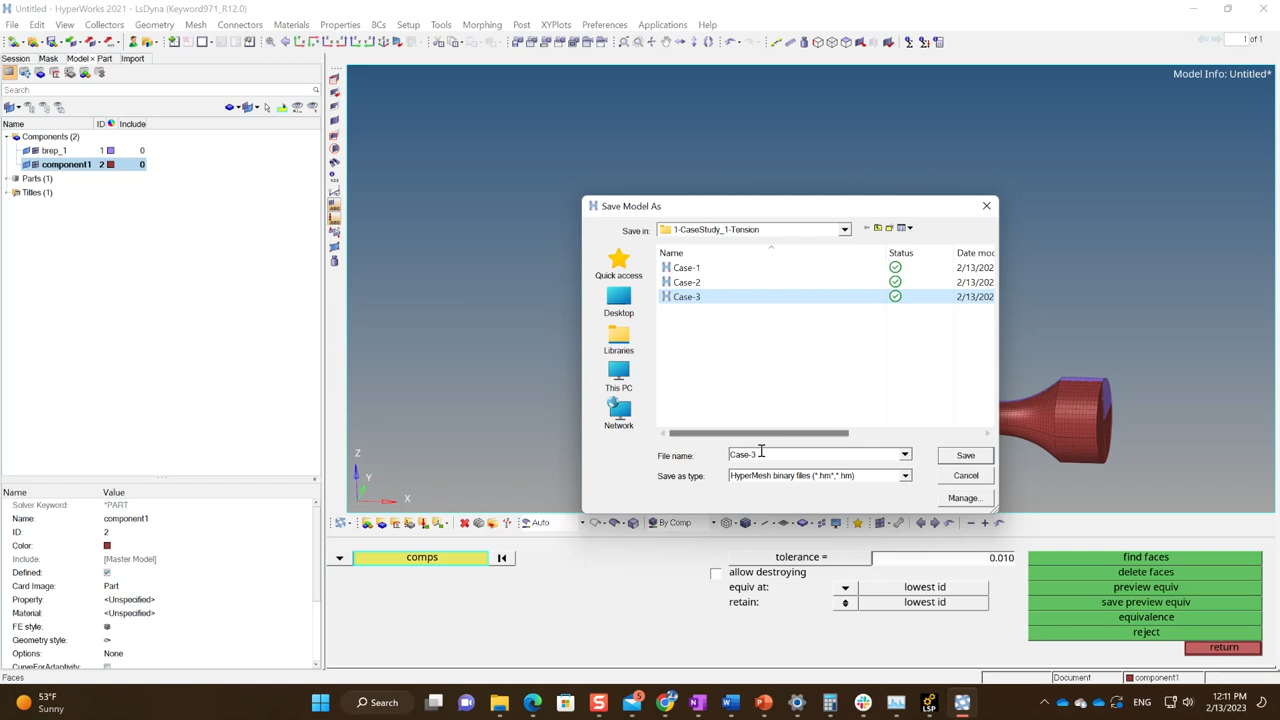 Untitled - HyperWorks 2021 - LsDyna (Keyword971_R12.0)
File Edit View Collectors Geometry Mesh Connectors Materials Properties BCs Setup Tools Morphing Post XYPlots Preferences Applications Help
1 of 1
Session Mask Model × Part Import
Model Info: Untitled*
Search
Name ID Include
Components (2)
brep_1 1 0
component1 2 0
Parts (1)
Titles (1)
Save Model As
Save in: 1-CaseStudy_1-Tension
Name Status Date mod
Case-1 2/13/202
Case-2 2/13/202
Case-3 2/13/202
Quick access
Desktop
Libraries
This PC
Network
File name: Case-3 Save
Save as type: HyperMesh binary files (*.hm*,*.hm) Cancel
Manage...
Z
Y
X
Name Value
Solver Keyword: *PART
Name: component1
ID: 2
Color:
Include: [Master Model]
Defined:
Card Image: Part
Property: <Unspecified>
Material: <Unspecified>
FE style:
Geometry style:
Options: None
CurveForAdaptivity:
Auto By Comp
comps tolerance = 0.010 find faces
allow destroying delete faces
equiv at: lowest id preview equiv
retain: lowest id save preview equiv
equivalence
reject
return
Faces Document component1
53°F
Sunny
Search
5
LSP
ENG
12:11 PM
2/13/2023